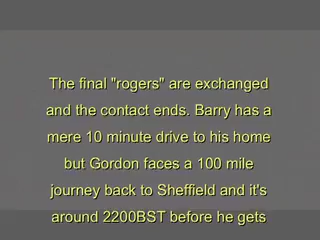 The final "rogers" are exchanged
and the contact ends. Barry has a
mere 10 minute drive to his home
but Gordon faces a 100 mile
journey back to Sheffield and it's
around 2200BST before he gets